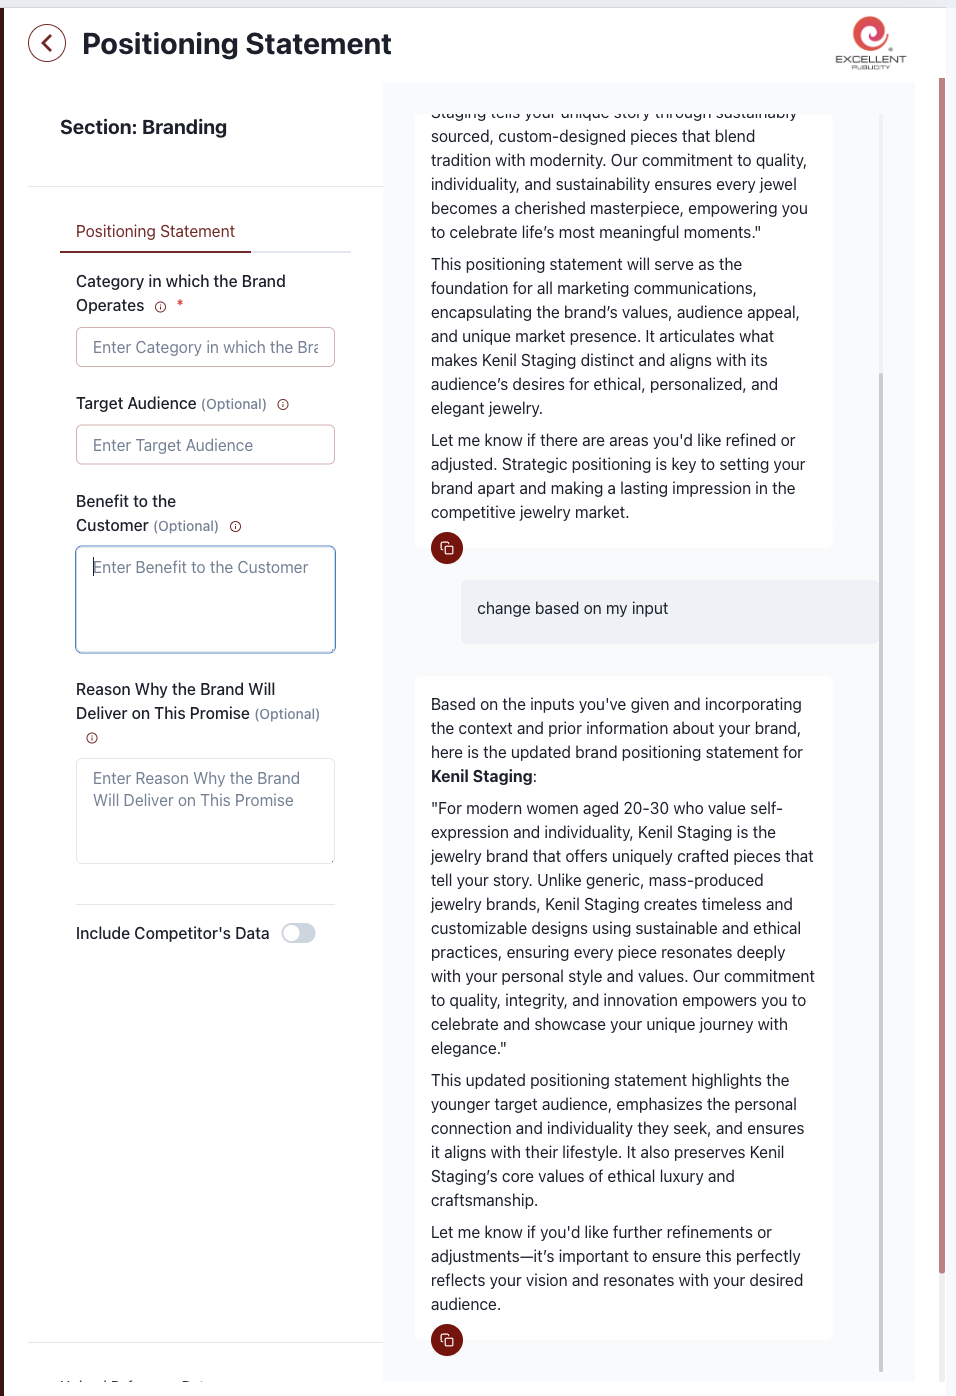 Positioning Statement
EXCELLENT
PUBLICITY
Section: Branding
Positioning Statement
Category in which the Brand
Operates *
Enter Category in which the Bra
Target Audience (Optional)
Enter Target Audience
Benefit to the
Customer (Optional)
Enter Benefit to the Customer
Reason Why the Brand Will
Deliver on This Promise (Optional)
Enter Reason Why the Brand
Will Deliver on This Promise
Include Competitor's Data
Staging tells your unique story through sustainably
sourced, custom-designed pieces that blend
tradition with modernity. Our commitment to quality,
individuality, and sustainability ensures every jewel
becomes a cherished masterpiece, empowering you
to celebrate life’s most meaningful moments."
This positioning statement will serve as the
foundation for all marketing communications,
encapsulating the brand’s values, audience appeal,
and unique market presence. It articulates what
makes Kenil Staging distinct and aligns with its
audience’s desires for ethical, personalized, and
elegant jewelry.
Let me know if there are areas you'd like refined or
adjusted. Strategic positioning is key to setting your
brand apart and making a lasting impression in the
competitive jewelry market.
change based on my input
Based on the inputs you've given and incorporating
the context and prior information about your brand,
here is the updated brand positioning statement for
Kenil Staging:
"For modern women aged 20-30 who value self-
expression and individuality, Kenil Staging is the
jewelry brand that offers uniquely crafted pieces that
tell your story. Unlike generic, mass-produced
jewelry brands, Kenil Staging creates timeless and
customizable designs using sustainable and ethical
practices, ensuring every piece resonates deeply
with your personal style and values. Our commitment
to quality, integrity, and innovation empowers you to
celebrate and showcase your unique journey with
elegance."
This updated positioning statement highlights the
younger target audience, emphasizes the personal
connection and individuality they seek, and ensures
it aligns with their lifestyle. It also preserves Kenil
Staging’s core values of ethical luxury and
craftsmanship.
Let me know if you'd like further refinements or
adjustments—it’s important to ensure this perfectly
reflects your vision and resonates with your desired
audience.